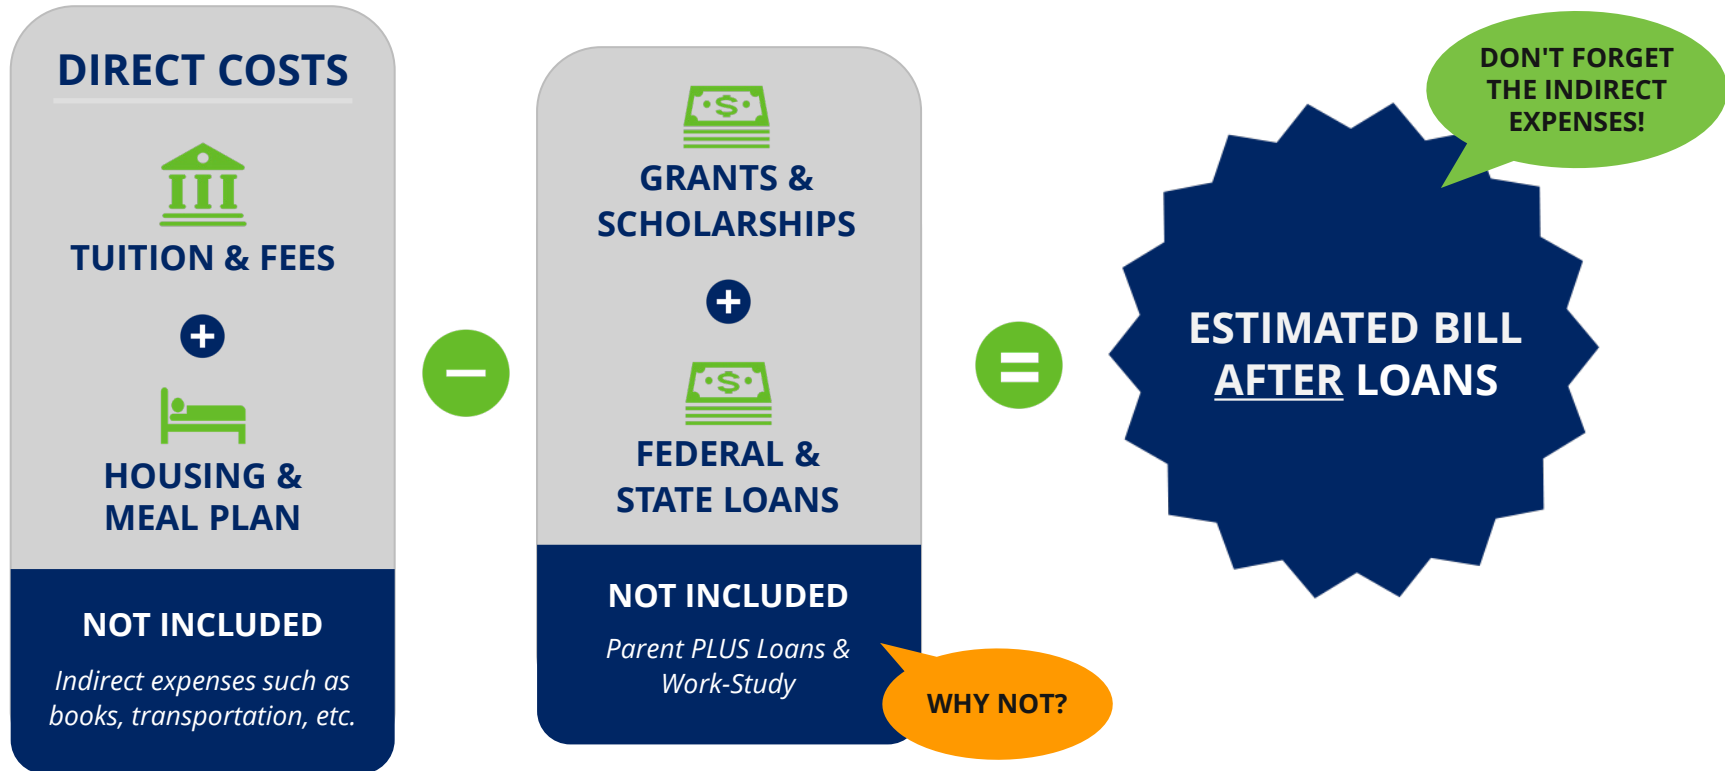 DIRECT COSTS
TUITION & FEES
+
HOUSING &
MEAL PLAN
NOT INCLUDED
Indirect expenses such as
books, transportation, etc.
−
GRANTS &
SCHOLARSHIPS
+
FEDERAL &
STATE LOANS
NOT INCLUDED
Parent PLUS Loans &
Work-Study
WHY NOT?
=
ESTIMATED BILL
AFTER LOANS
DON'T FORGET
THE INDIRECT
EXPENSES!